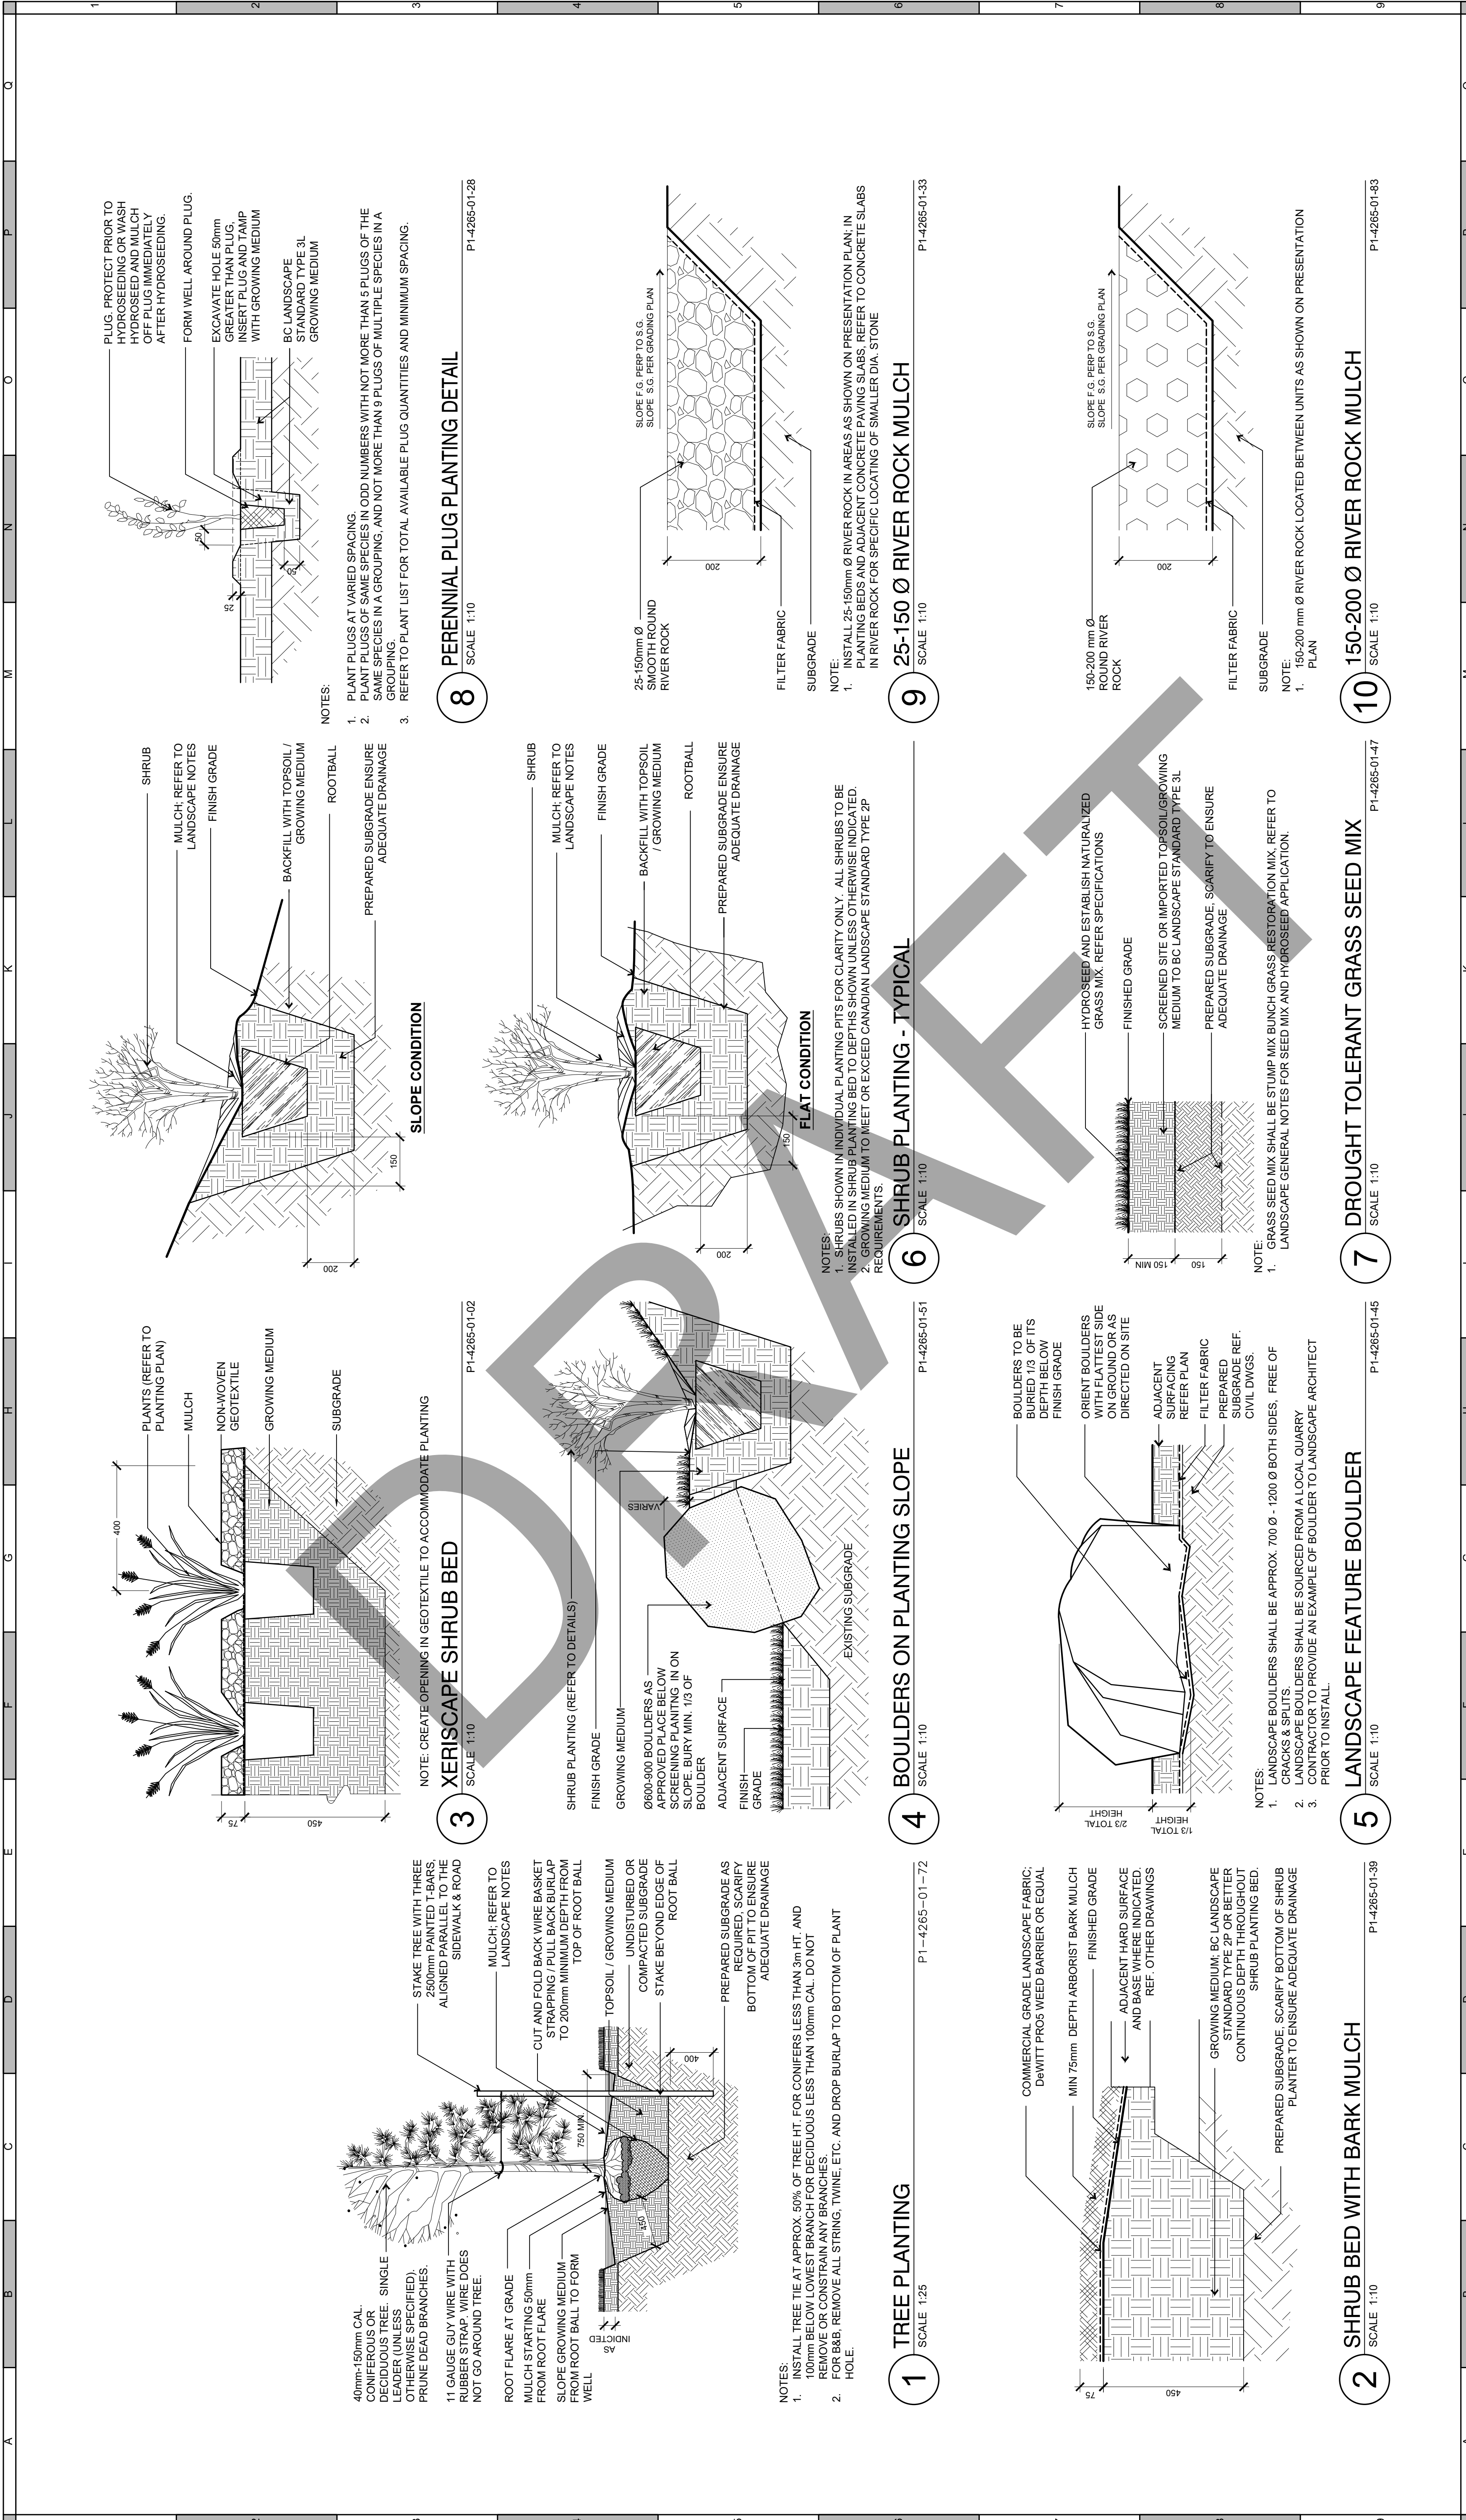 A
B
C
D
E
F
G
H
I
J
K
L
M
N
O
P
Q
1
2
3
4
5
6
7
8
9
40mm-150mm CAL.
CONIFEROUS OR
DECIDUOUS TREE. SINGLE
LEADER (UNLESS
OTHERWISE SPECIFIED).
PRUNE DEAD BRANCHES.
11 GAUGE GUY WIRE WITH
RUBBER STRAP. WIRE DOES
NOT GO AROUND TREE.
ROOT FLARE AT GRADE
MULCH STARTING 50mm
FROM ROOT FLARE
SLOPE GROWING MEDIUM
FROM ROOT BALL TO FORM
WELL
AS
INDICTED
STAKE TREE WITH THREE
2500mm PAINTED T-BARS,
ALIGNED PARALLEL TO THE
SIDEWALK & ROAD
MULCH; REFER TO
LANDSCAPE NOTES
CUT AND FOLD BACK WIRE BASKET
STRAPPING / PULL BACK BURLAP
TO 200mm MINIMUM DEPTH FROM
TOP OF ROOT BALL
TOPSOIL / GROWING MEDIUM
UNDISTURBED OR
COMPACTED SUBGRADE
STAKE BEYOND EDGE OF
ROOT BALL
PREPARED SUBGRADE AS
REQUIRED, SCARIFY
BOTTOM OF PIT TO ENSURE
ADEQUATE DRAINAGE
750 MIN.
450
400
NOTES:
1. INSTALL TREE TIE AT APPROX. 50% OF TREE HT. FOR CONIFERS LESS THAN 3m HT. AND
100mm BELOW LOWEST BRANCH FOR DECIDUOUS LESS THAN 100mm CAL. DO NOT
REMOVE OR CONSTRAIN ANY BRANCHES.
2. FOR B&B, REMOVE ALL STRING, TWINE, ETC. AND DROP BURLAP TO BOTTOM OF PLANT
HOLE.
1 TREE PLANTING
SCALE 1:25
P1-4265-01-72
COMMERCIAL GRADE LANDSCAPE FABRIC;
DeWITT PRO5 WEED BARRIER OR EQUAL
MIN 75mm DEPTH ARBORIST BARK MULCH
FINISHED GRADE
ADJACENT HARD SURFACE
AND BASE WHERE INDICATED.
REF. OTHER DRAWINGS
GROWING MEDIUM; BC LANDSCAPE
STANDARD TYPE 2P OR BETTER
CONTINUOUS DEPTH THROUGHOUT
SHRUB PLANTING BED.
PREPARED SUBGRADE, SCARIFY BOTTOM OF SHRUB
PLANTER TO ENSURE ADEQUATE DRAINAGE
75
450
2 SHRUB BED WITH BARK MULCH
SCALE 1:10
P1-4265-01-39
400
PLANTS (REFER TO
PLANTING PLAN)
MULCH
NON-WOVEN
GEOTEXTILE
GROWING MEDIUM
SUBGRADE
75
450
NOTE: CREATE OPENING IN GEOTEXTILE TO ACCOMMODATE PLANTING
3 XERISCAPE SHRUB BED
SCALE 1:10
P1-4265-01-02
SHRUB PLANTING (REFER TO DETAILS)
FINISH GRADE
GROWING MEDIUM
Ø600-900 BOULDERS AS
APPROVED PLACE BELOW
SCREENING PLANITNG IN ON
SLOPE. BURY MIN. 1/3 OF
BOULDER
ADJACENT SURFACE
FINISH
GRADE
VARIES
EXISTING SUBGRADE
4 BOULDERS ON PLANTING SLOPE
SCALE 1:10
P1-4265-01-51
BOULDERS TO BE
BURIED 1/3 OF ITS
DEPTH BELOW
FINISH GRADE
ORIENT BOULDERS
WITH FLATTEST SIDE
ON GROUND OR AS
DIRECTED ON SITE
ADJACENT
SURFACING
REFER PLAN
FILTER FABRIC
PREPARED
SUBGRADE REF.
CIVIL DWGS.
2/3 TOTAL
HEIGHT
1/3 TOTAL
HEIGHT
NOTES:
1. LANDSCAPE BOULDERS SHALL BE APPROX. 700 Ø - 1200 Ø BOTH SIDES, FREE OF
CRACKS & SPLITS.
2. LANDSCAPE BOULDERS SHALL BE SOURCED FROM A LOCAL QUARRY
3. CONTRACTOR TO PROVIDE AN EXAMPLE OF BOULDER TO LANDSCAPE ARCHITECT
PRIOR TO INSTALL.
5 LANDSCAPE FEATURE BOULDER
SCALE 1:10
P1-4265-01-45
SHRUB
MULCH; REFER TO
LANDSCAPE NOTES
FINISH GRADE
BACKFILL WITH TOPSOIL /
GROWING MEDIUM
ROOTBALL
PREPARED SUBGRADE ENSURE
ADEQUATE DRAINAGE
200
150
SLOPE CONDITION
SHRUB
MULCH; REFER TO
LANDSCAPE NOTES
FINISH GRADE
BACKFILL WITH TOPSOIL
/ GROWING MEDIUM
ROOTBALL
PREPARED SUBGRADE ENSURE
ADEQUATE DRAINAGE
200
150
FLAT CONDITION
NOTES:
1. SHRUBS SHOWN IN INDIVIDUAL PLANTING PITS FOR CLARITY ONLY. ALL SHRUBS TO BE
INSTALLED IN SHRUB PLANTING BED TO DEPTHS SHOWN UNLESS OTHERWISE INDICATED.
2. GROWING MEDIUM TO MEET OR EXCEED CANADIAN LANDSCAPE STANDARD TYPE 2P
REQUIREMENTS.
6 SHRUB PLANTING - TYPICAL
SCALE 1:10
HYDROSEED AND ESTABLISH NATURALIZED
GRASS MIX. REFER SPECIFICATIONS
FINISHED GRADE
SCREENED SITE OR IMPORTED TOPSOIL/GROWING
MEDIUM TO BC LANDSCAPE STANDARD TYPE 3L
PREPARED SUBGRADE, SCARIFY TO ENSURE
ADEQUATE DRAINAGE
150 MIN
150
NOTE:
1. GRASS SEED MIX SHALL BE STUMP MIX BUNCH GRASS RESTORATION MIX, REFER TO
LANDSCAPE GENERAL NOTES FOR SEED MIX AND HYDROSEED APPLICATION.
7 DROUGHT TOLERANT GRASS SEED MIX
SCALE 1:10
P1-4265-01-47
PLUG. PROTECT PRIOR TO
HYDROSEEDING OR WASH
HYDROSEED AND MULCH
OFF PLUG IMMEDIATELY
AFTER HYDROSEEDING.
FORM WELL AROUND PLUG.
EXCAVATE HOLE 50mm
GREATER THAN PLUG,
INSERT PLUG AND TAMP
WITH GROWING MEDIUM
BC LANDSCAPE
STANDARD TYPE 3L
GROWING MEDIUM
50
25
50
NOTES:
1. PLANT PLUGS AT VARIED SPACING.
2. PLANT PLUGS OF SAME SPECIES IN ODD NUMBERS WITH NOT MORE THAN 5 PLUGS OF THE
SAME SPECIES IN A GROUPING, AND NOT MORE THAN 9 PLUGS OF MULTIPLE SPECIES IN A
GROUPING.
3. REFER TO PLANT LIST FOR TOTAL AVAILABLE PLUG QUANTITIES AND MINIMUM SPACING.
8 PERENNIAL PLUG PLANTING DETAIL
SCALE 1:10
P1-4265-01-28
SLOPE F.G. PERP TO S.G.
SLOPE S.G. PER GRADING PLAN
25-150mm Ø
SMOOTH ROUND
RIVER ROCK
200
FILTER FABRIC
SUBGRADE
NOTE:
1. INSTALL 25-150mm Ø RIVER ROCK IN AREAS AS SHOWN ON PRESENTATION PLAN; IN
PLANTING BEDS AND ADJACENT CONCRETE PAVING SLABS, REFER TO CONCRETE SLABS
IN RIVER ROCK FOR SPECIFIC LOCATING OF SMALLER DIA. STONE
9 25-150 Ø RIVER ROCK MULCH
SCALE 1:10
P1-4265-01-33
SLOPE F.G. PERP TO S.G.
SLOPE S.G. PER GRADING PLAN
150-200 mm Ø
ROUND RIVER
ROCK
200
FILTER FABRIC
SUBGRADE
NOTE:
1. 150-200 mm Ø RIVER ROCK LOCATED BETWEEN UNITS AS SHOWN ON PRESENTATION
PLAN
10 150-200 Ø RIVER ROCK MULCH
SCALE 1:10
P1-4265-01-83
DRAFT